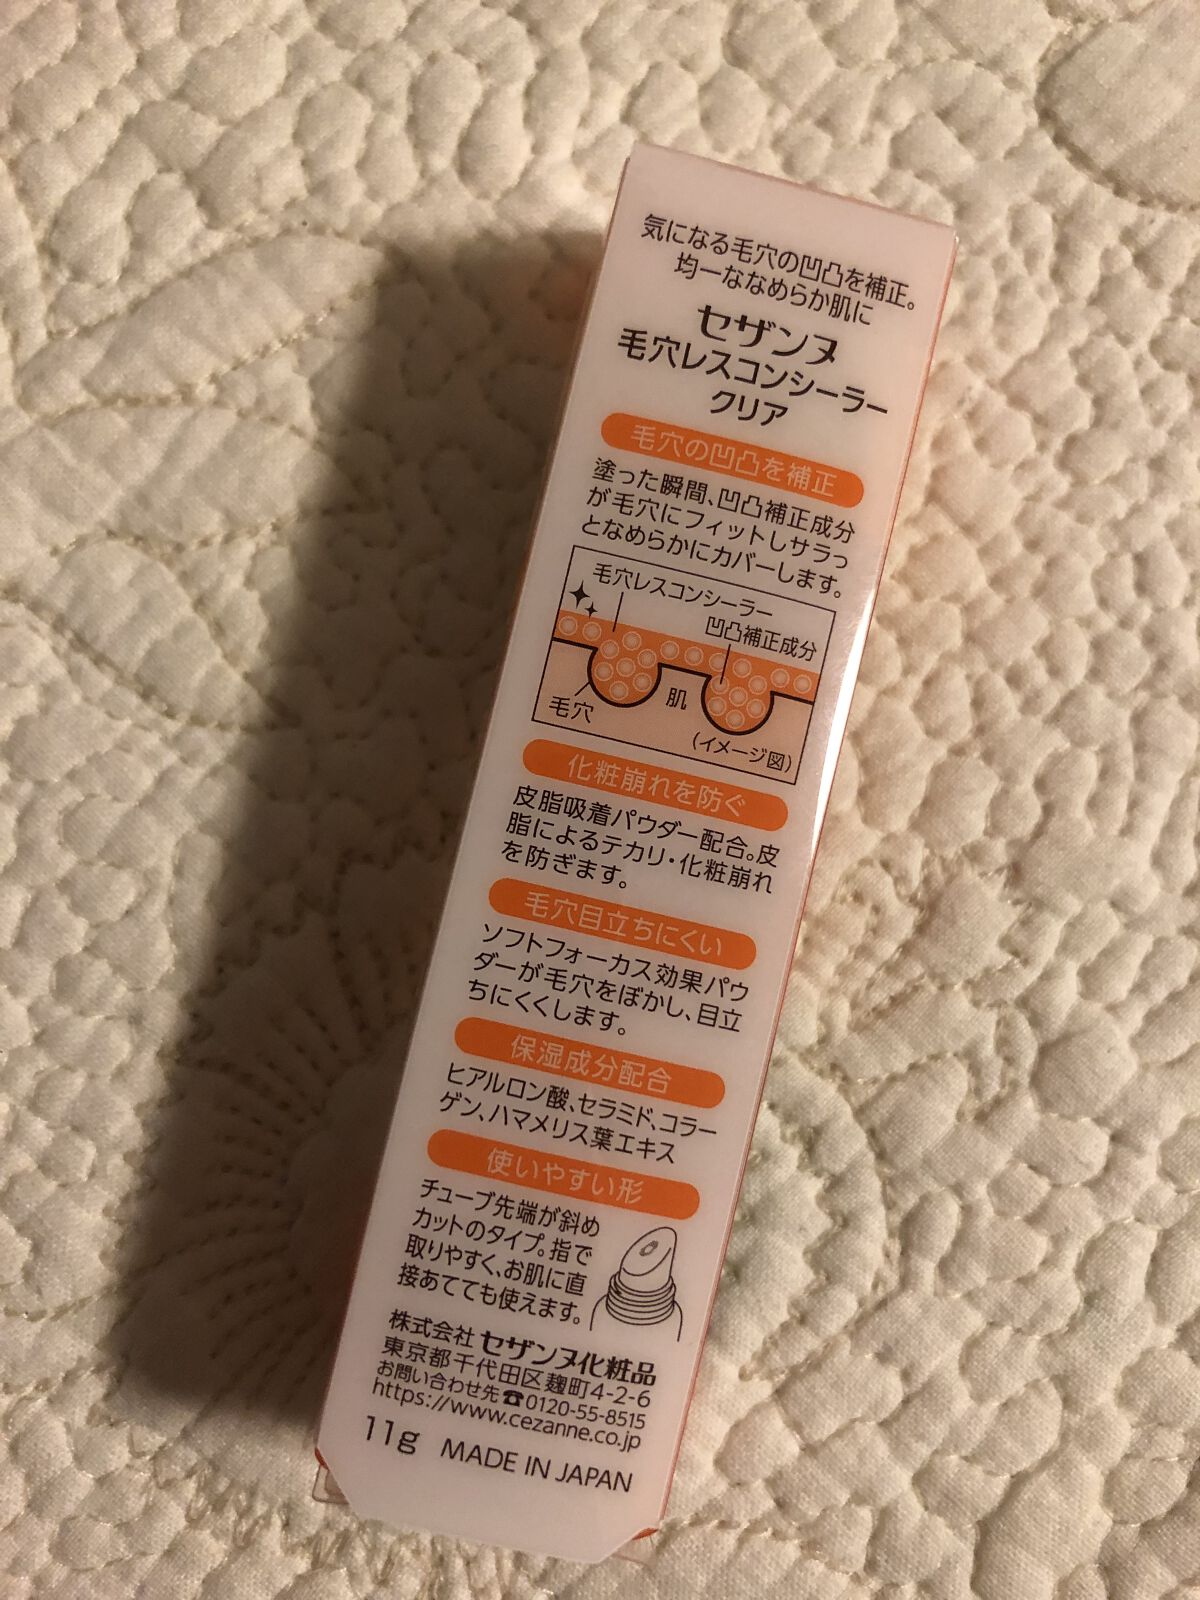 気になる毛穴の凹凸を補正。
均一ななめらか肌に
セザンヌ
毛穴レスコンシーラー
クリア
毛穴の凹凸を補正
塗った瞬間、凹凸補正成分
が毛穴にフィットしサラっ
となめらかにカバーします。
毛穴レスコンシーラー
凹凸補正成分
毛穴
肌
(イメージ図)
化粧崩れを防ぐ
皮脂吸着パウダー配合。皮
脂によるテカリ・化粧崩れ
を防ぎます。
毛穴目立ちにくい
ソフトフォーカス効果パウ
ダーが毛穴をぼかし、目立
ちにくくします。
保湿成分配合
ヒアルロン酸、セラミド、コラー
ゲン、ハマメリス葉エキス
使いやすい形
チューブ先端が斜め
カットのタイプ。指で
取りやすく、お肌に直
接あてても使えます。
株式会社 セザンヌ化粧品
東京都千代田区麹町4-2-6
お問い合わせ先☎0120-55-8515
https://www.cezanne.co.jp
11g MADE IN JAPAN